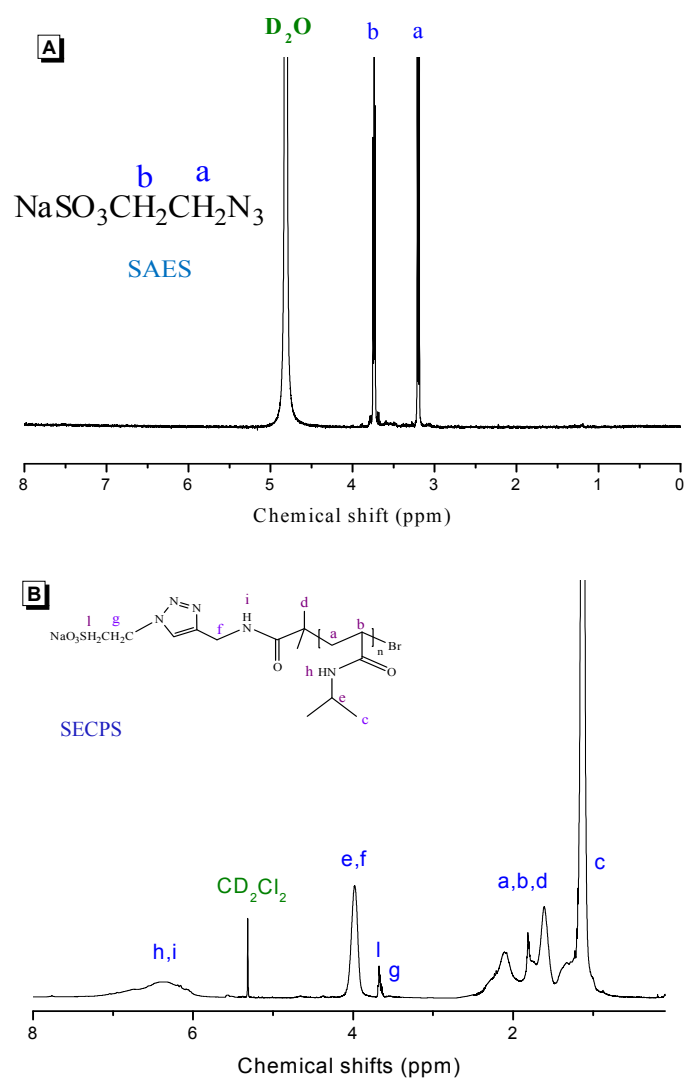 A
D2O
b
a
b
a
NaSO3CH2CH2N3
SAES
8
7
6
5
4
3
2
1
0
Chemical shift (ppm)
B
NaO3SH2CH2C
l
g
N
N
N
N
f
i
H
N
O
d
a
b
n
Br
h
HN
O
e
c
SECPS
h,i
CD2Cl2
e,f
l
g
a,b,d
c
8
6
4
2
Chemical shifts (ppm)